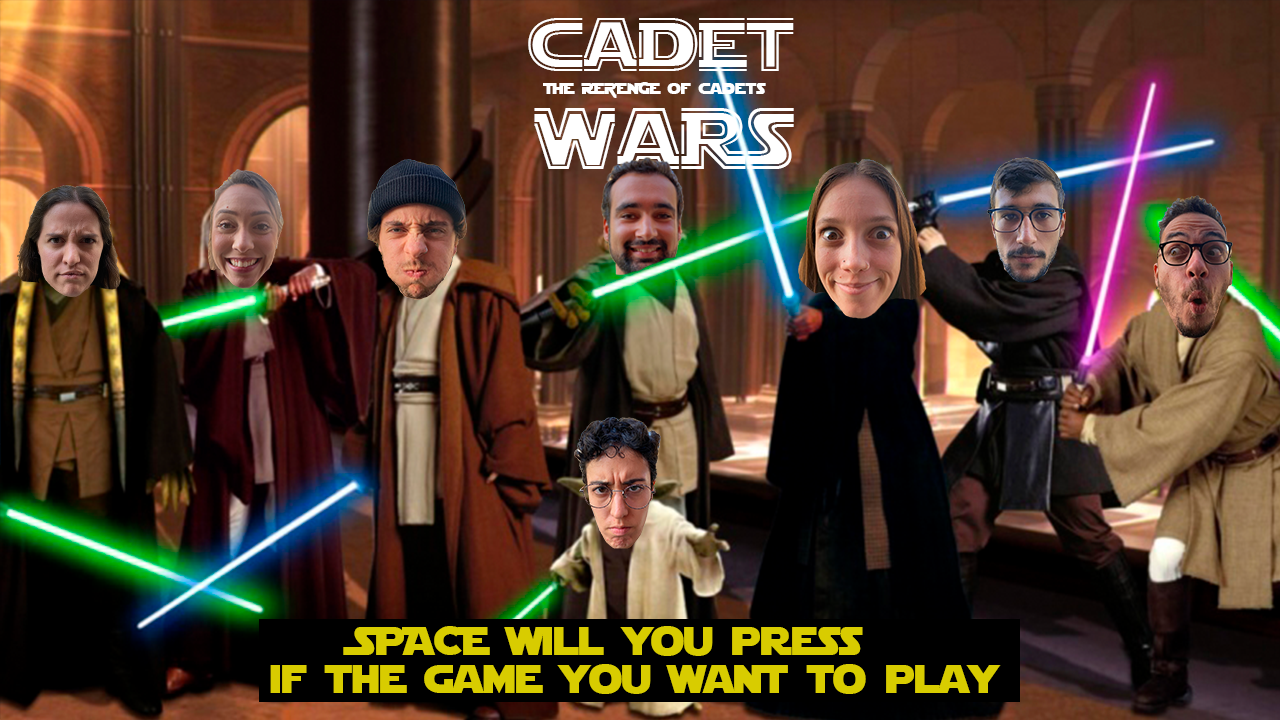 CADET
THE RERENGE OF CADETS
WARS
SPACE WILL YOU PRESS
IF THE GAME YOU WANT TO PLAY